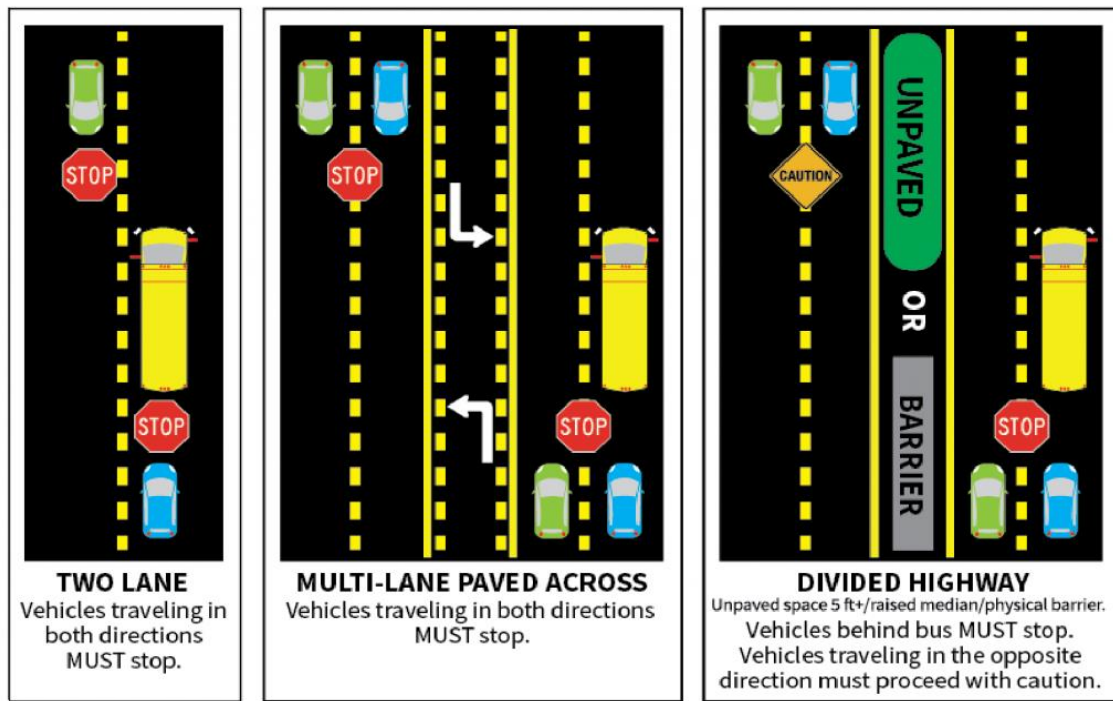 STOP
STOP
TWO LANE
Vehicles traveling in
both directions
MUST stop.
STOP
STOP
MULTI-LANE PAVED ACROSS
Vehicles traveling in both directions
MUST stop.
CAUTION
UNPAVED
OR
BARRIER
STOP
DIVIDED HIGHWAY
Unpaved space 5 ft+/raised median/physical barrier.
Vehicles behind bus MUST stop.
Vehicles traveling in the opposite
direction must proceed with caution.